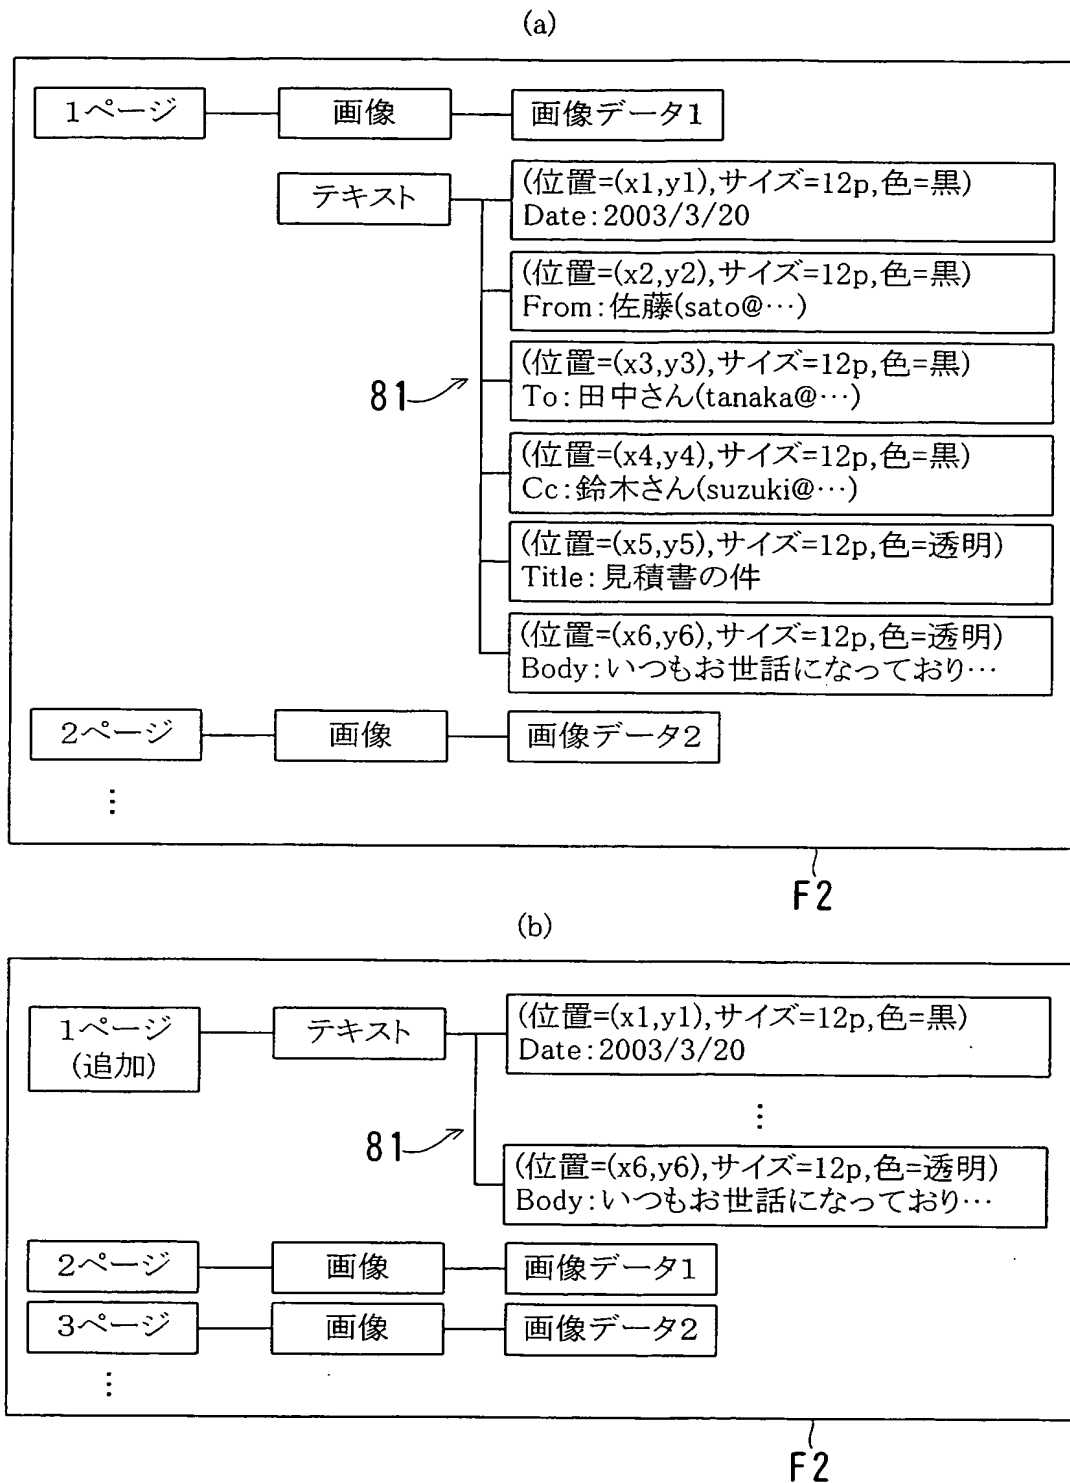 (a)
1ページ
画像
画像データ1
テキスト
(位置=(x1,y1),サイズ=12p,色=黒)
Date:2003/3/20
(位置=(x2,y2),サイズ=12p,色=黒)
From:佐藤(sato@…)
(位置=(x3,y3),サイズ=12p,色=黒)
To:田中さん(tanaka@…)
81
(位置=(x4,y4),サイズ=12p,色=黒)
Cc:鈴木さん(suzuki@…)
(位置=(x5,y5),サイズ=12p,色=透明)
Title:見積書の件
(位置=(x6,y6),サイズ=12p,色=透明)
Body:いつもお世話になっており…
2ページ
画像
画像データ2
⋮
F2
(b)
1ページ
(追加)
テキスト
(位置=(x1,y1),サイズ=12p,色=黒)
Date:2003/3/20
⋮
81
(位置=(x6,y6),サイズ=12p,色=透明)
Body:いつもお世話になっており…
2ページ
画像
画像データ1
3ページ
画像
画像データ2
⋮
F2